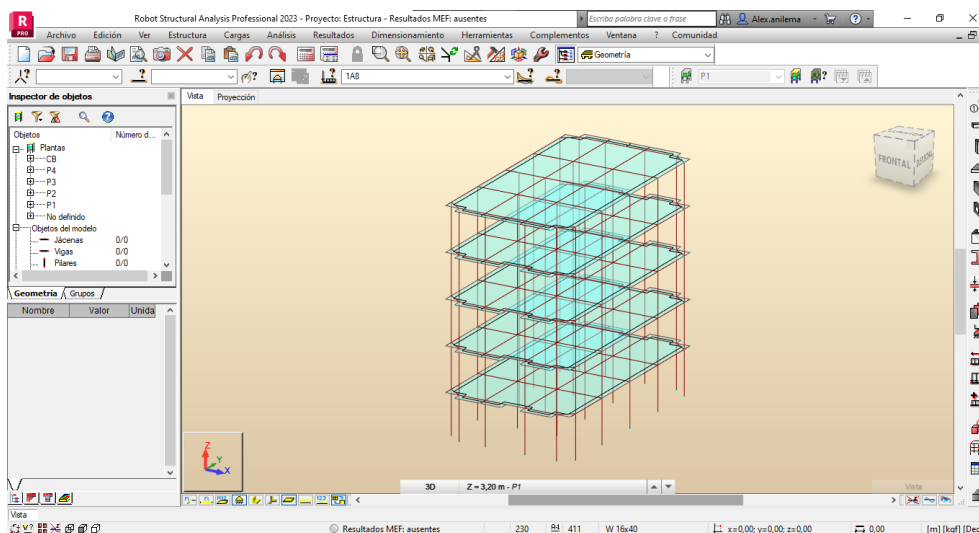 Robot Structural Analysis Professional 2023 - Proyecto: Estructura - Resultados MEF: ausentes
Escriba palabra clave o frase
Alex.anilema
R
PRO
Archivo Edición Ver Estructura Cargas Análisis Resultados Dimensionamiento Herramientas Complementos Ventana ? Comunidad
Geometría
1A8
P1
Inspector de objetos
Vista Proyección
Objetos Número d...
Plantas
CB
P4
P3
P2
P1
No definido
Objetos del modelo
Jácenas 0/0
Vigas 0/0
Pilares 0/0
Geometría Grupos
Nombre Valor Unida
FRONTAL
Z
Y
X
3D Z = 3,20 m - P1
Vista
Vista
Resultados MEF: ausentes 230 411 W 16x40 x=0,00; y=0,00; z=0,00 0,00 [m] [kgf] [Deg